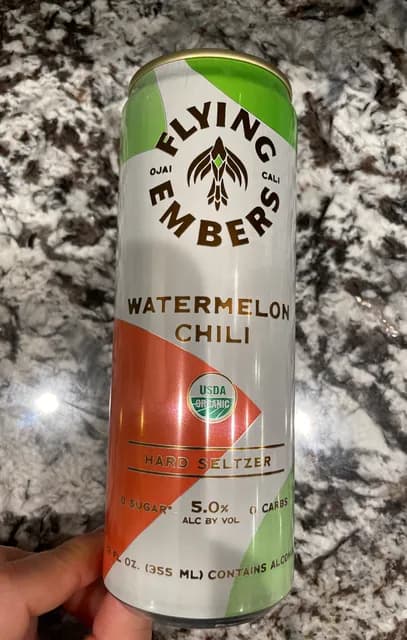 FLYING
OJAI CALI
EMBERS
WATERMELON
CHILI
USDA
ORGANIC
HARD SELTZER
0 SUGAR* 5.0% 0 CARBS
ALC BY VOL
FL OZ. (355 ML) CONTAINS